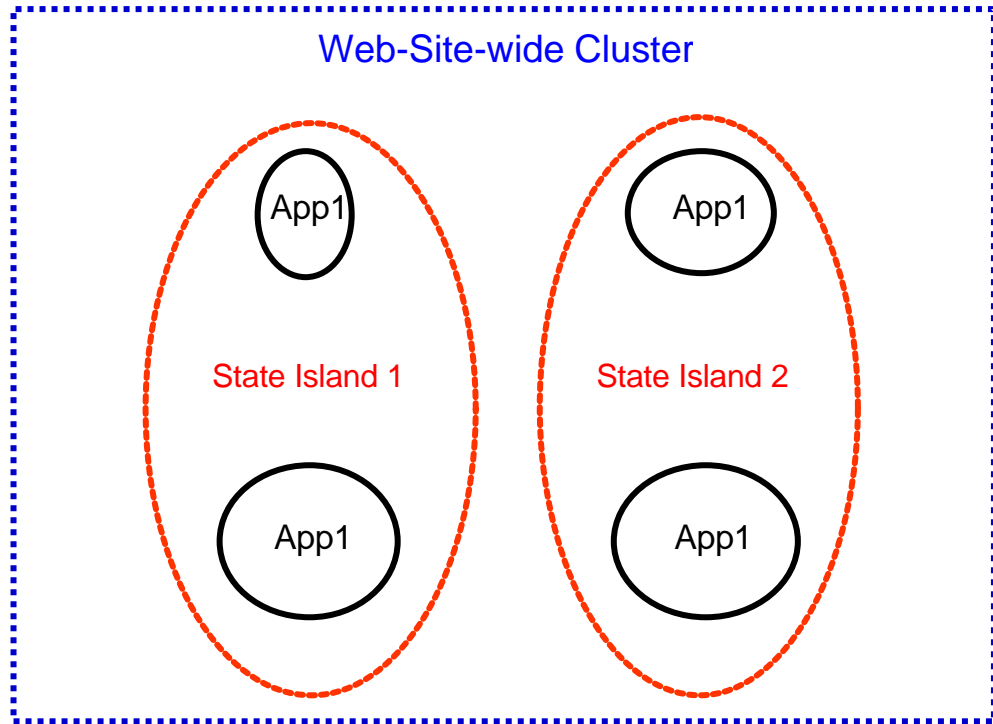 Web-Site-wide Cluster
App1
App1
State Island 1
State Island 2
App1
App1